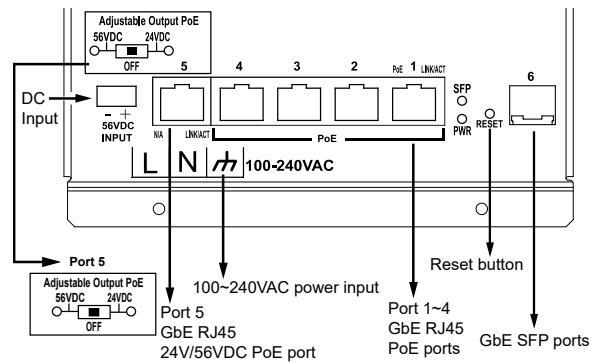 Adjustable Output PoE
56VDC 24VDC
OFF
5 4 3 2 PoE 1 LINK/ACT
SFP
6
DC
Input
- +
56VDC
INPUT
N/A LINK/ACT
PoE
PWR
RESET
L N 100-240VAC
Port 5
Adjustable Output PoE
56VDC 24VDC
OFF
100~240VAC power input
Reset button
Port 5
GbE RJ45
24V/56VDC PoE port
Port 1~4
GbE RJ45
PoE ports
GbE SFP ports